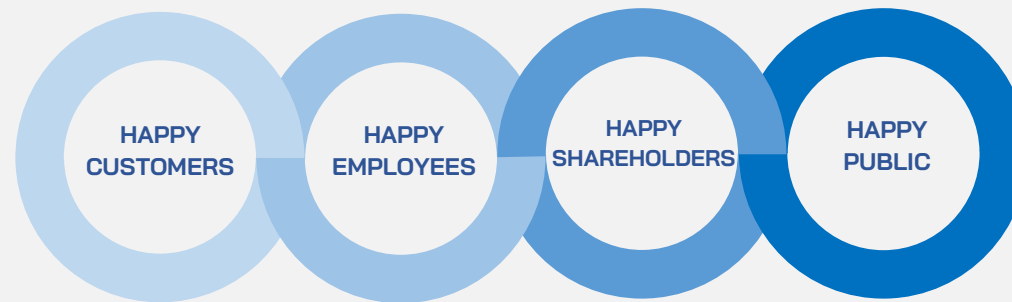 HAPPY
CUSTOMERS
HAPPY
EMPLOYEES
HAPPY
SHAREHOLDERS
HAPPY
PUBLIC